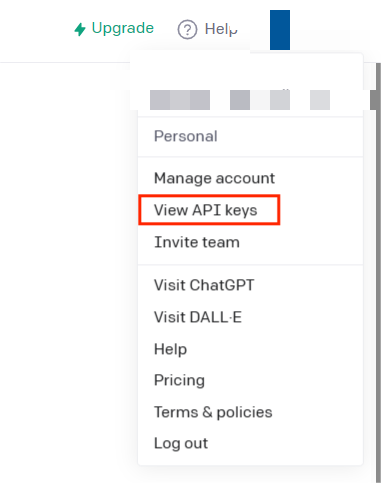 Upgrade Help
Personal
Manage account
View API keys
Invite team
Visit ChatGPT
Visit DALL·E
Help
Pricing
Terms & policies
Log out